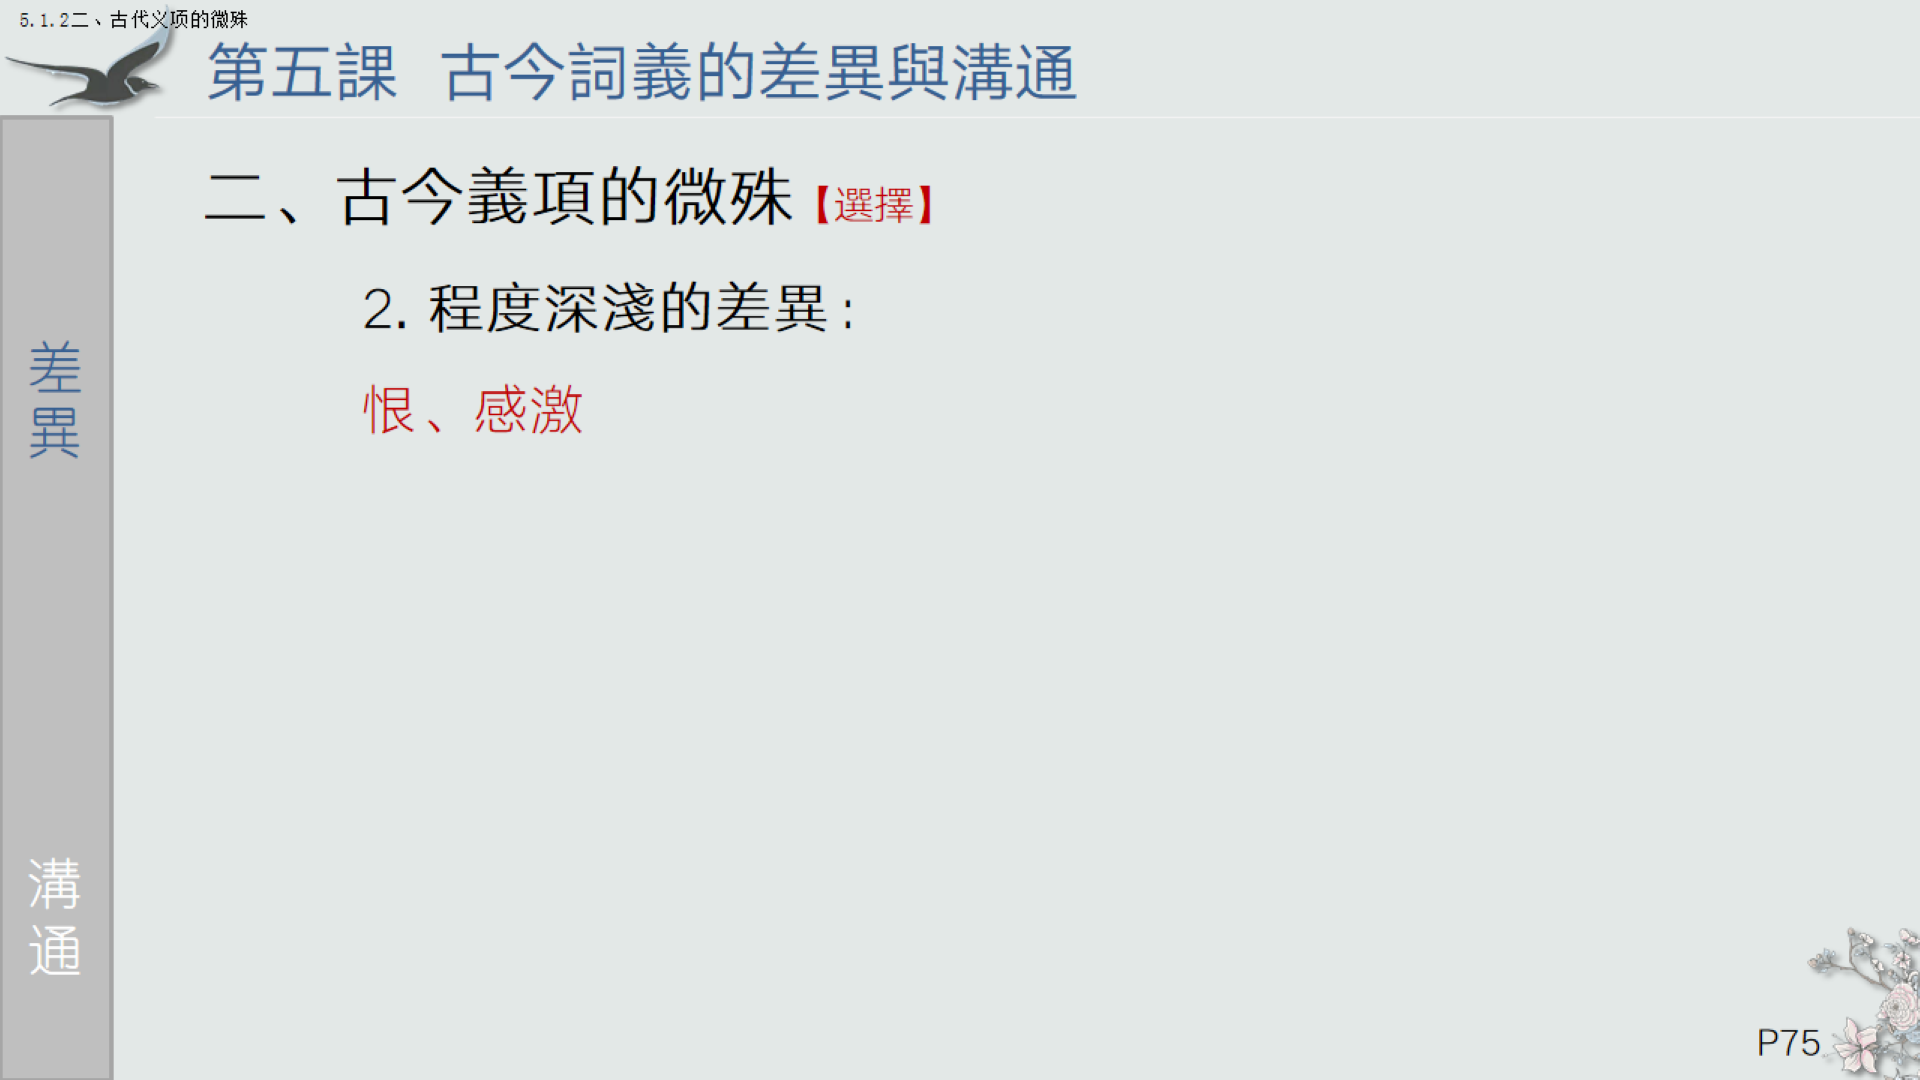 5.1.2二、古代义项的微殊
第五課 古今詞義的差異與溝通
二、古今義項的微殊【選擇】
2. 程度深淺的差異:
恨、感激
差異
溝通
P75